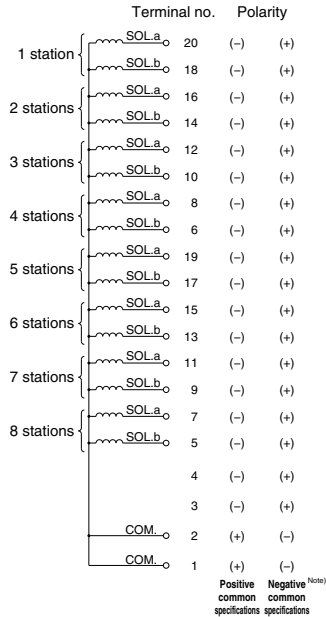 Terminal no. Polarity
1 station SOL.a 20 (–) (+)
SOL.b 18 (–) (+)
2 stations SOL.a 16 (–) (+)
SOL.b 14 (–) (+)
3 stations SOL.a 12 (–) (+)
SOL.b 10 (–) (+)
4 stations SOL.a 8 (–) (+)
SOL.b 6 (–) (+)
5 stations SOL.a 19 (–) (+)
SOL.b 17 (–) (+)
6 stations SOL.a 15 (–) (+)
SOL.b 13 (–) (+)
7 stations SOL.a 11 (–) (+)
SOL.b 9 (–) (+)
8 stations SOL.a 7 (–) (+)
SOL.b 5 (–) (+)
4 (–) (+)
3 (–) (+)
COM. 2 (+) (–)
COM. 1 (+) (–)
Positive Negative Note)
common common
specifications specifications